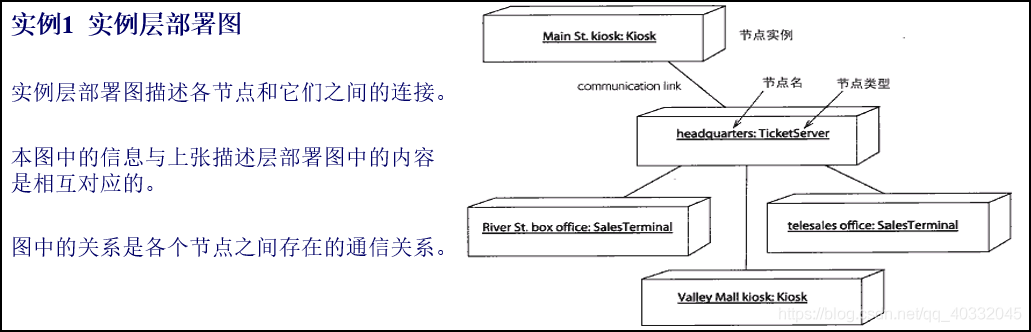 实例1 实例层部署图
实例层部署图描述各节点和它们之间的连接。
本图中的信息与上张描述层部署图中的内容
是相互对应的。
图中的关系是各个节点之间存在的通信关系。
Main St. kiosk: Kiosk
节点实例
communication link
节点名
节点类型
headquarters: TicketServer
River St. box office: SalesTerminal
telesales office: SalesTerminal
Valley Mall kiosk: Kiosk
https://blog.csdn.net/qq_40332045